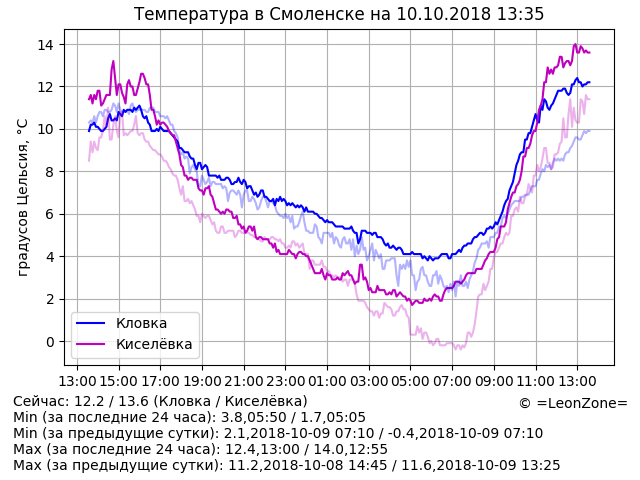 Температура в Смоленске на 10.10.2018 13:35
градусов Цельсия, °C
14
12
10
8
6
4
2
0
Кловка
Киселёвка
13:00 15:00 17:00 19:00 21:00 23:00 01:00 03:00 05:00 07:00 09:00 11:00 13:00
Сейчас: 12.2 / 13.6 (Кловка / Киселёвка)
© =LeonZone=
Min (за последние 24 часа): 3.8,05:50 / 1.7,05:05
Min (за предыдущие сутки): 2.1,2018-10-09 07:10 / -0.4,2018-10-09 07:10
Max (за последние 24 часа): 12.4,13:00 / 14.0,12:55
Max (за предыдущие сутки): 11.2,2018-10-08 14:45 / 11.6,2018-10-09 13:25